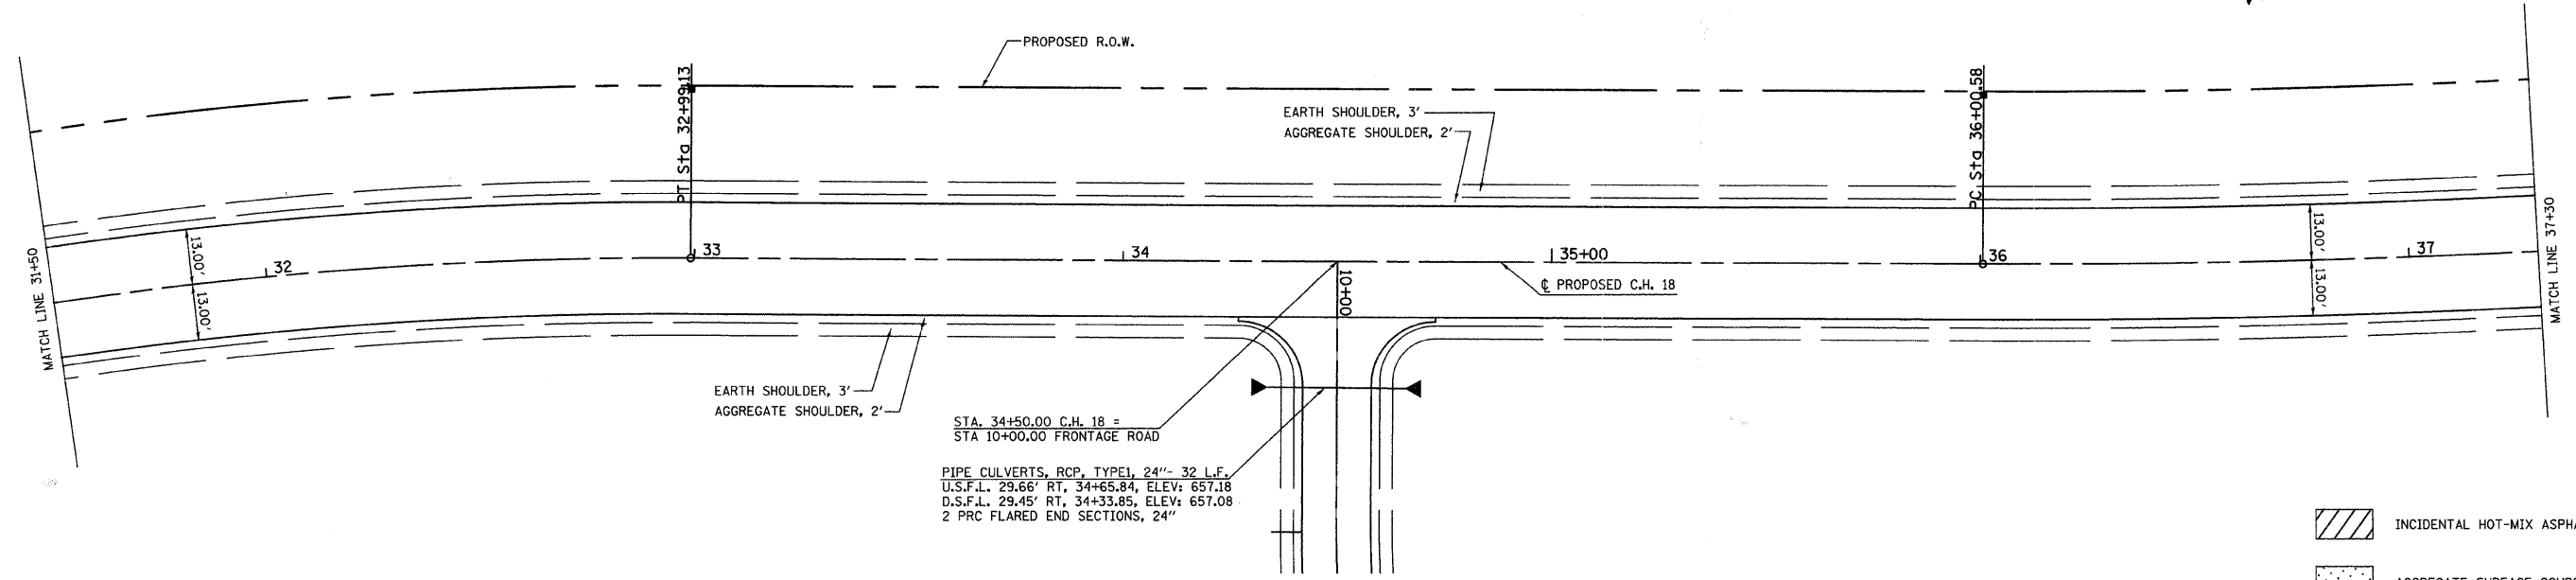 PROPOSED R.O.W.
PT Sta 32+99.13
PC Sta 36+00.58
EARTH SHOULDER, 3'
AGGREGATE SHOULDER, 2'
MATCH LINE 31+50
13.00'
13.00'
32
33
34
35+00
36
37
13.00'
13.00'
MATCH LINE 37+30
10+00
℄ PROPOSED C.H. 18
EARTH SHOULDER, 3'
AGGREGATE SHOULDER, 2'
STA. 34+50.00 C.H. 18 =
STA 10+00.00 FRONTAGE ROAD
PIPE CULVERTS, RCP, TYPE1, 24"- 32 L.F.
U.S.F.L. 29.66' RT, 34+65.84, ELEV: 657.18
D.S.F.L. 29.45' RT, 34+33.85, ELEV: 657.08
2 PRC FLARED END SECTIONS, 24"
INCIDENTAL HOT-MIX ASPHA